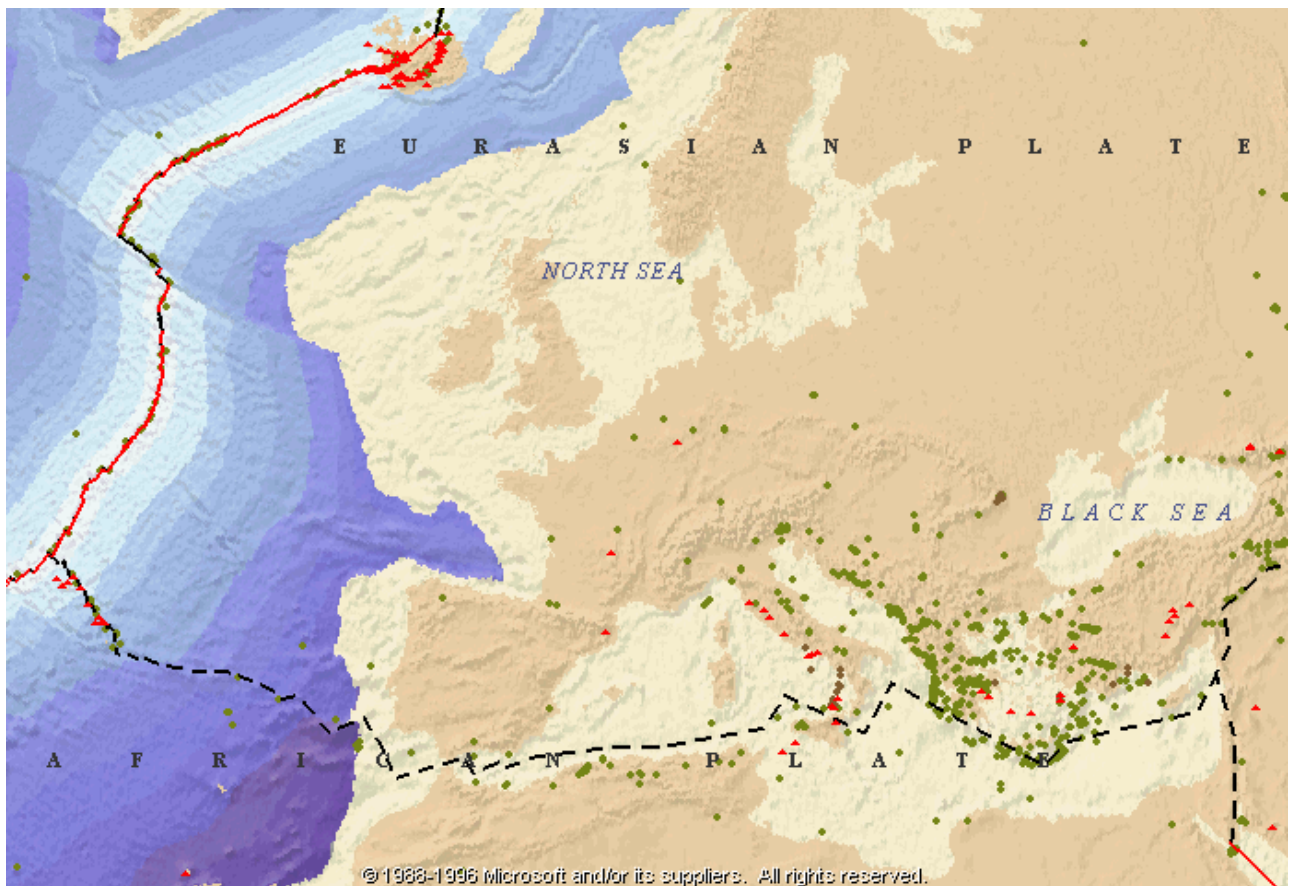 E U R A S I A N P L A T E
NORTH SEA
BLACK SEA
A F R I C A N P L A T E
© 1988-1996 Microsoft and/or its suppliers. All rights reserved.